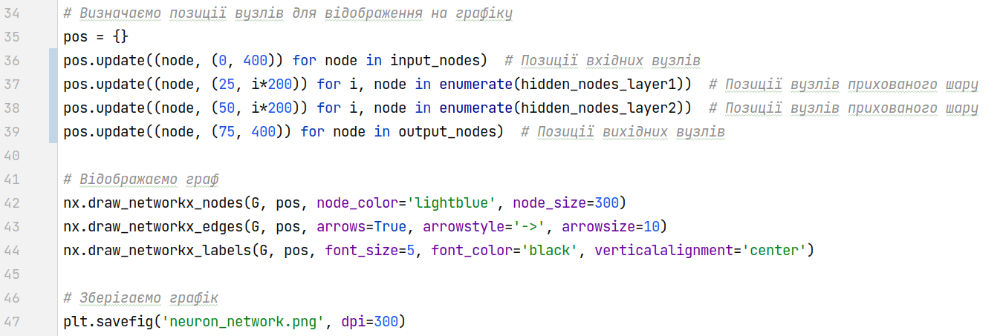 34 # Визначаємо позиції вузлів для відображення на графіку
35 pos = {}
36 pos.update((node, (0, 400)) for node in input_nodes)  # Позиції вхідних вузлів
37 pos.update((node, (25, i*200)) for i, node in enumerate(hidden_nodes_layer1))  # Позиції вузлів прихованого шару
38 pos.update((node, (50, i*200)) for i, node in enumerate(hidden_nodes_layer2))  # Позиції вузлів прихованого шару
39 pos.update((node, (75, 400)) for node in output_nodes)  # Позиції вихідних вузлів
40
41 # Відображаємо граф
42 nx.draw_networkx_nodes(G, pos, node_color='lightblue', node_size=300)
43 nx.draw_networkx_edges(G, pos, arrows=True, arrowstyle='->', arrowsize=10)
44 nx.draw_networkx_labels(G, pos, font_size=5, font_color='black', verticalalignment='center')
45
46 # Зберігаємо графік
47 plt.savefig('neuron_network.png', dpi=300)